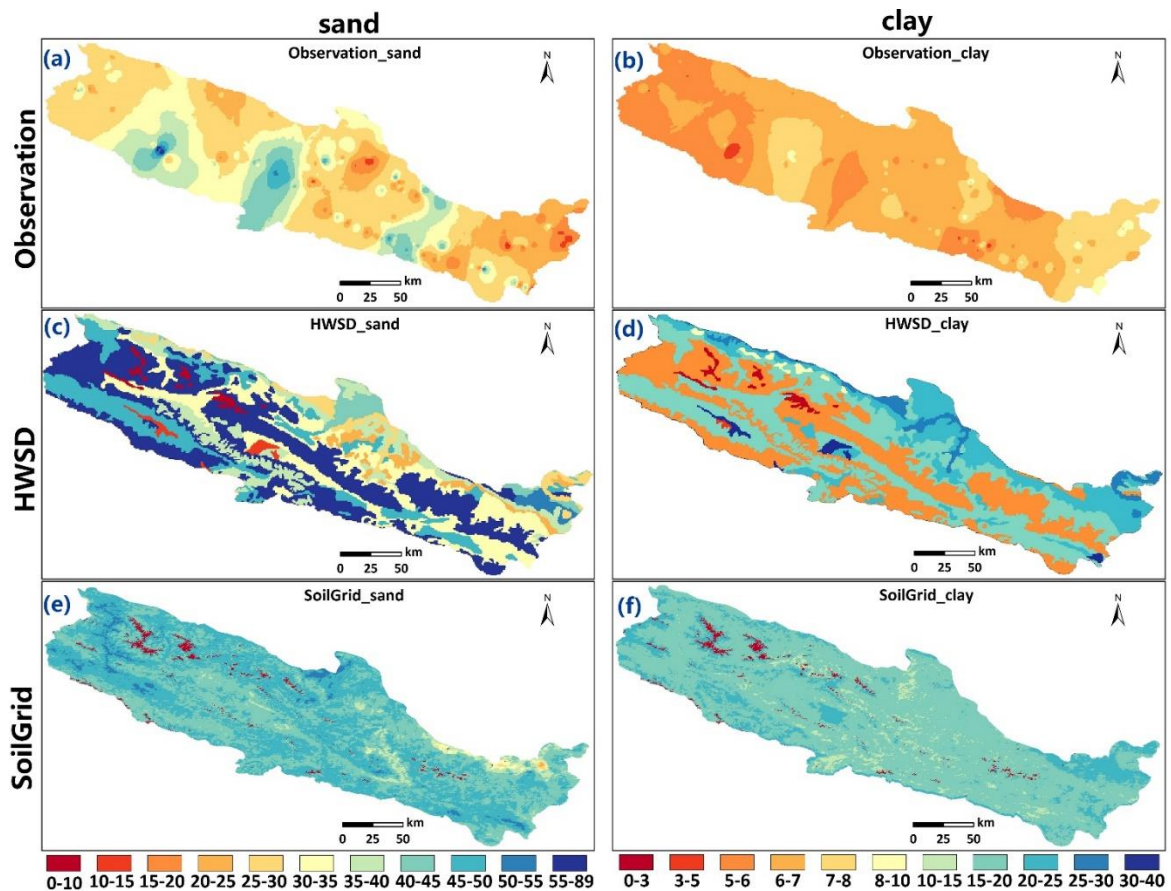 sand
clay
Observation
(a)
Observation_sand
N
km
0 25 50
(b)
Observation_clay
N
km
0 25 50
HWSD
(c)
HWSD_sand
N
km
0 25 50
(d)
HWSD_clay
N
km
0 25 50
SoilGrid
(e)
SoilGrid_sand
N
km
0 25 50
(f)
SoilGrid_clay
N
km
0 25 50
0-10 10-15 15-20 20-25 25-30 30-35 35-40 40-45 45-50 50-55 55-89
0-3 3-5 5-6 6-7 7-8 8-10 10-15 15-20 20-25 25-30 30-40